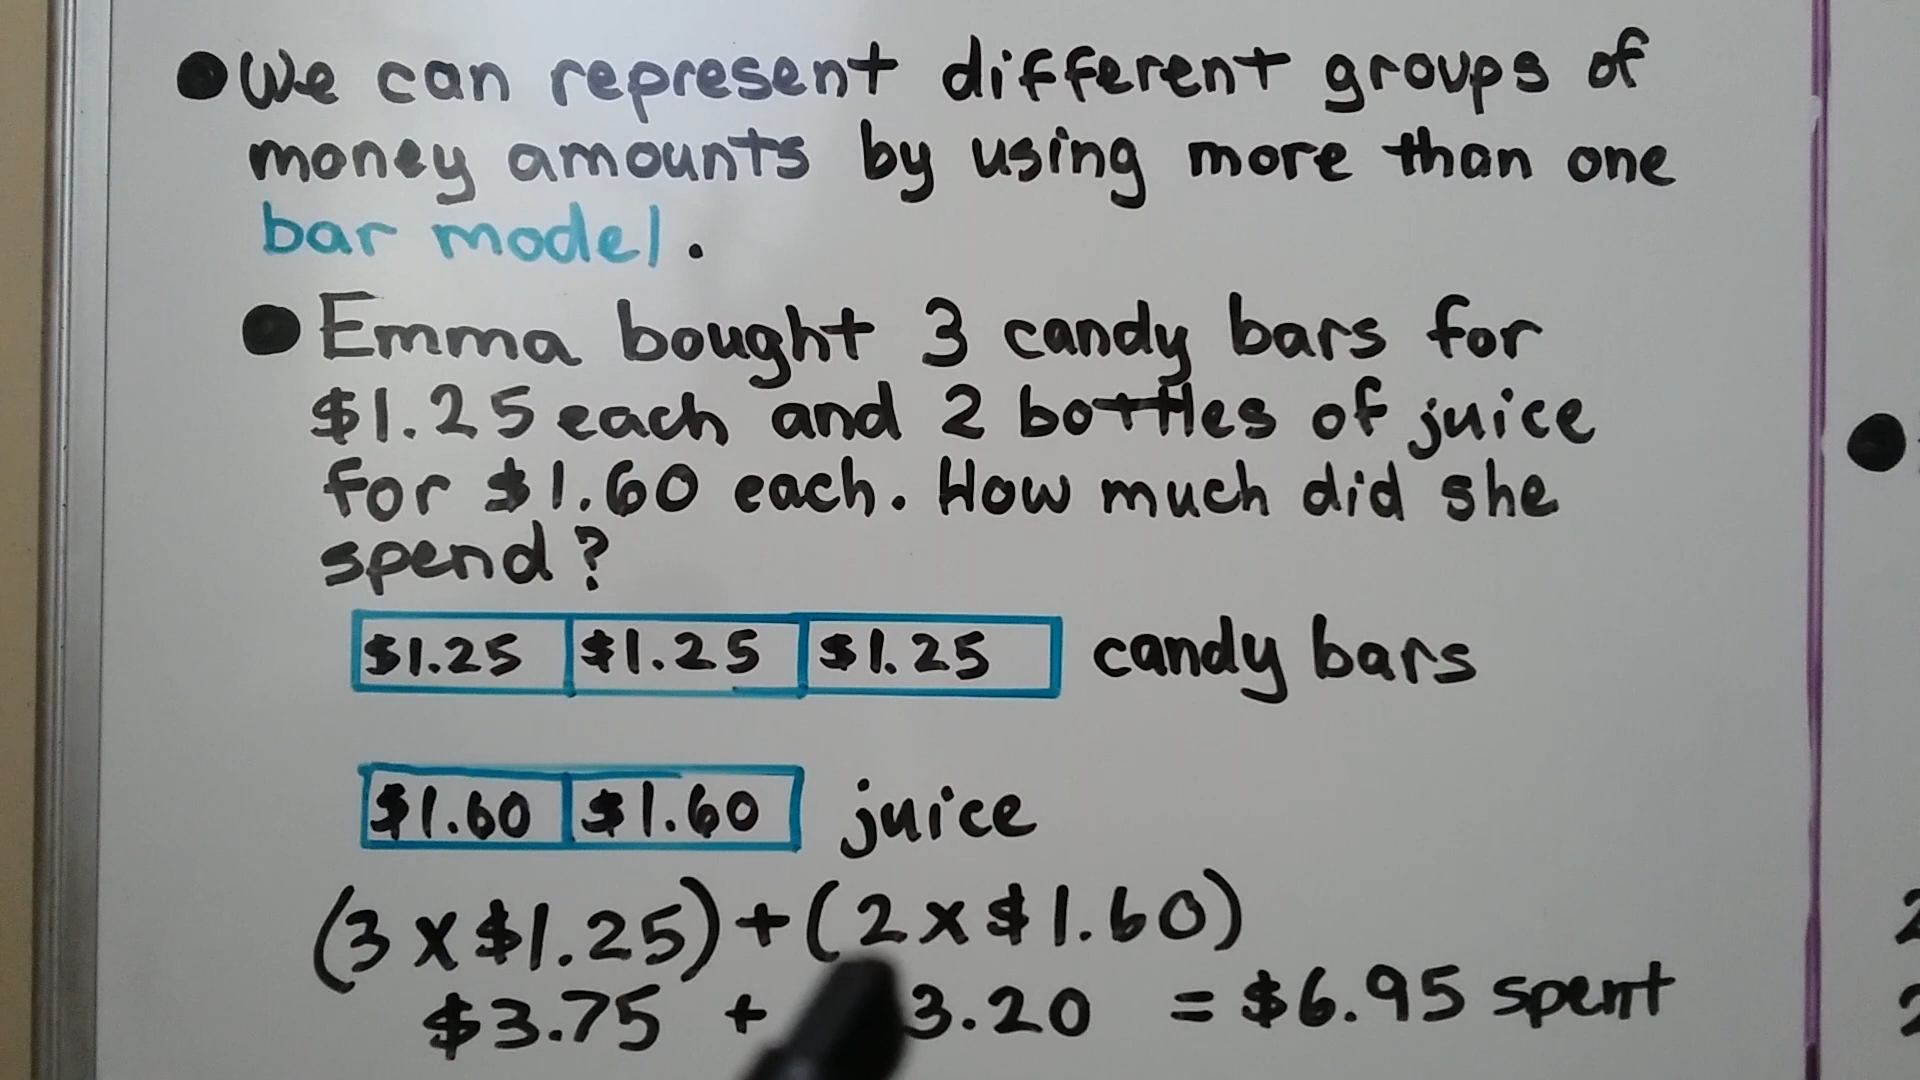 We can represent different groups of
money amounts by using more than one
bar model.
Emma bought 3 candy bars for
$1.25 each and 2 bottles of juice
for $1.60 each. How much did she
spend?
$1.25 $1.25 $1.25 candy bars
$1.60 $1.60 juice
(3 x $1.25) + (2 x $1.60)
$3.75 + 3.20 = $6.95 spent